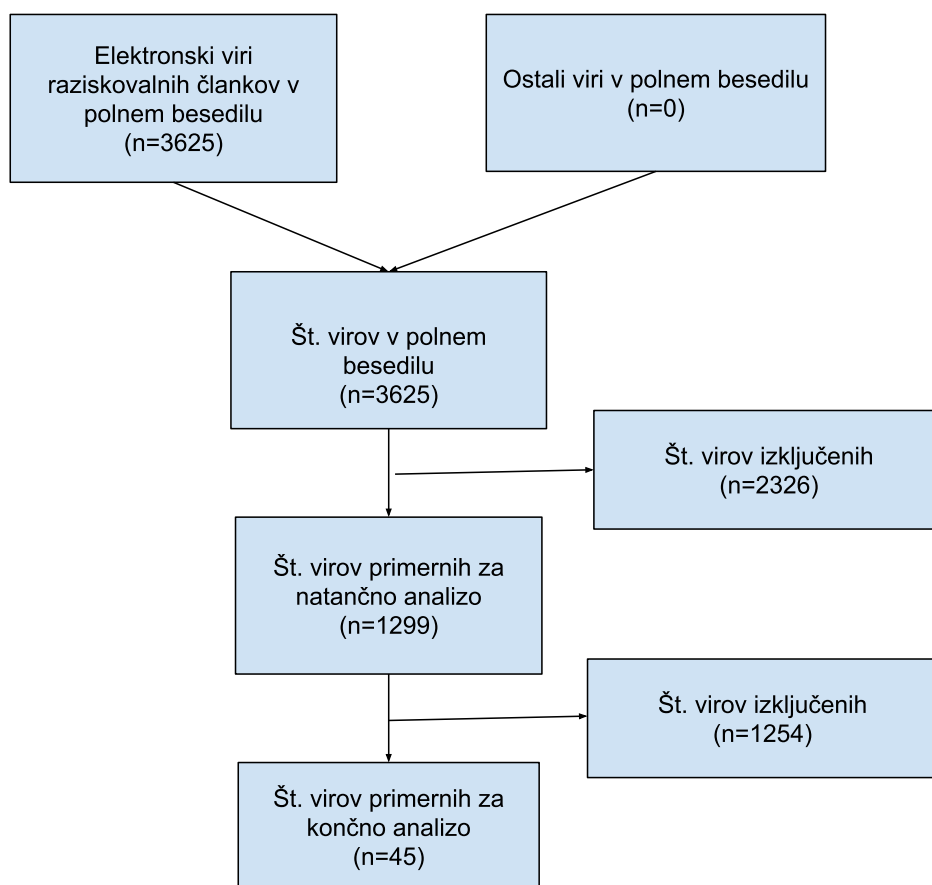 Elektronski viri
raziskovalnih člankov v
polnem besedilu
(n=3625)
Ostali viri v polnem besedilu
(n=0)
Št. virov v polnem
besedilu
(n=3625)
Št. virov izključenih
(n=2326)
Št. virov primernih za
natančno analizo
(n=1299)
Št. virov izključenih
(n=1254)
Št. virov primernih za
končno analizo
(n=45)